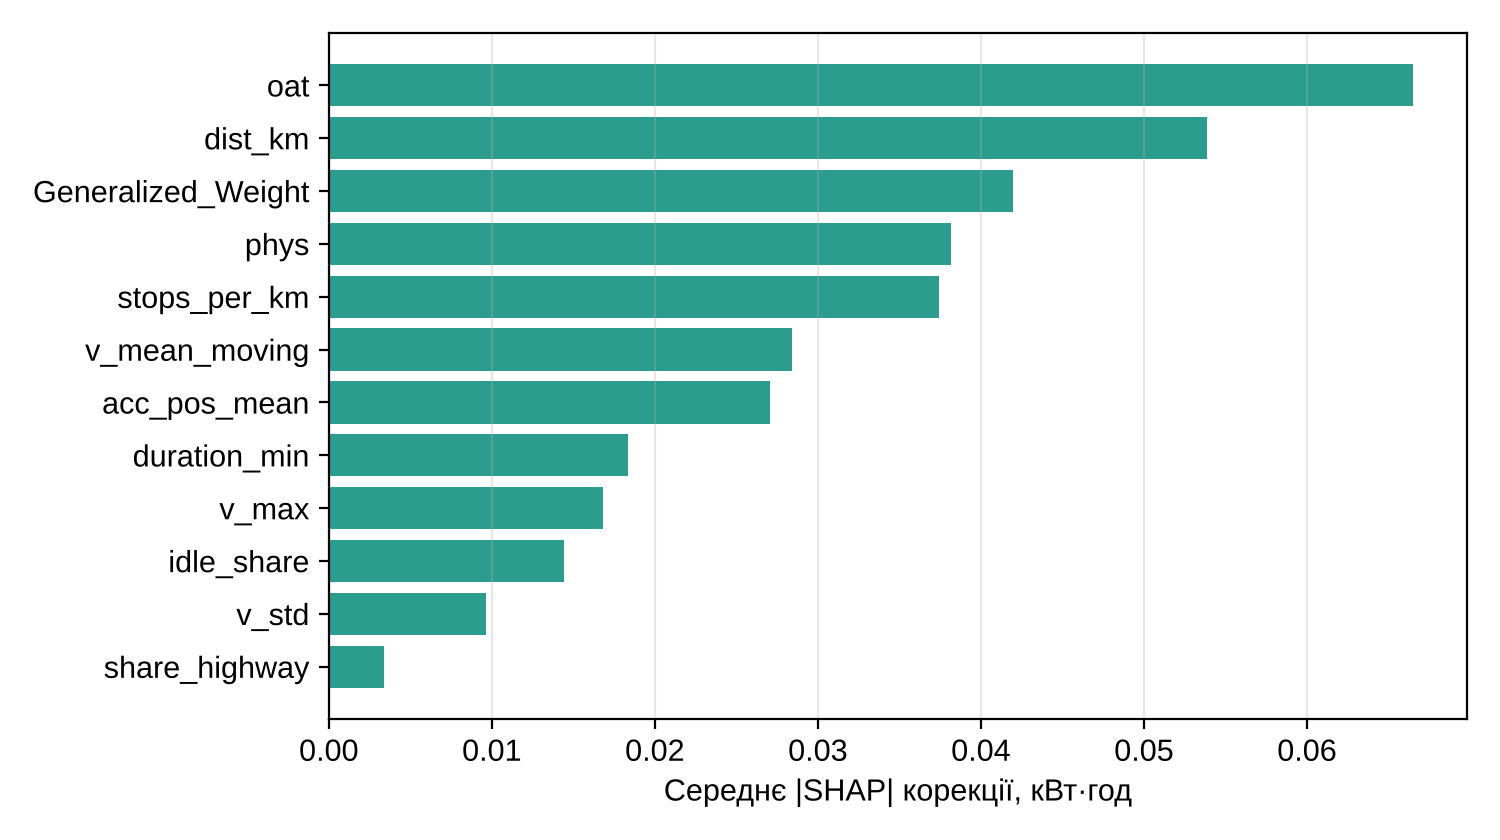 oat
dist_km
Generalized_Weight
phys
stops_per_km
v_mean_moving
acc_pos_mean
duration_min
v_max
idle_share
v_std
share_highway
0.00 0.01 0.02 0.03 0.04 0.05 0.06
Середнє |SHAP| корекції, кВт·год